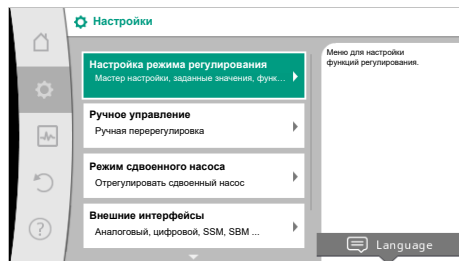 Настройки
Настройка режима регулирования
Мастер настройки, заданные значения, функ...
Ручное управление
Ручная перерегулировка
Режим сдвоенного насоса
Отрегулировать сдвоенный насос
Внешние интерфейсы
Аналоговый, цифровой, SSM, SBM ...
Меню для настройки
функций регулирования.
Language